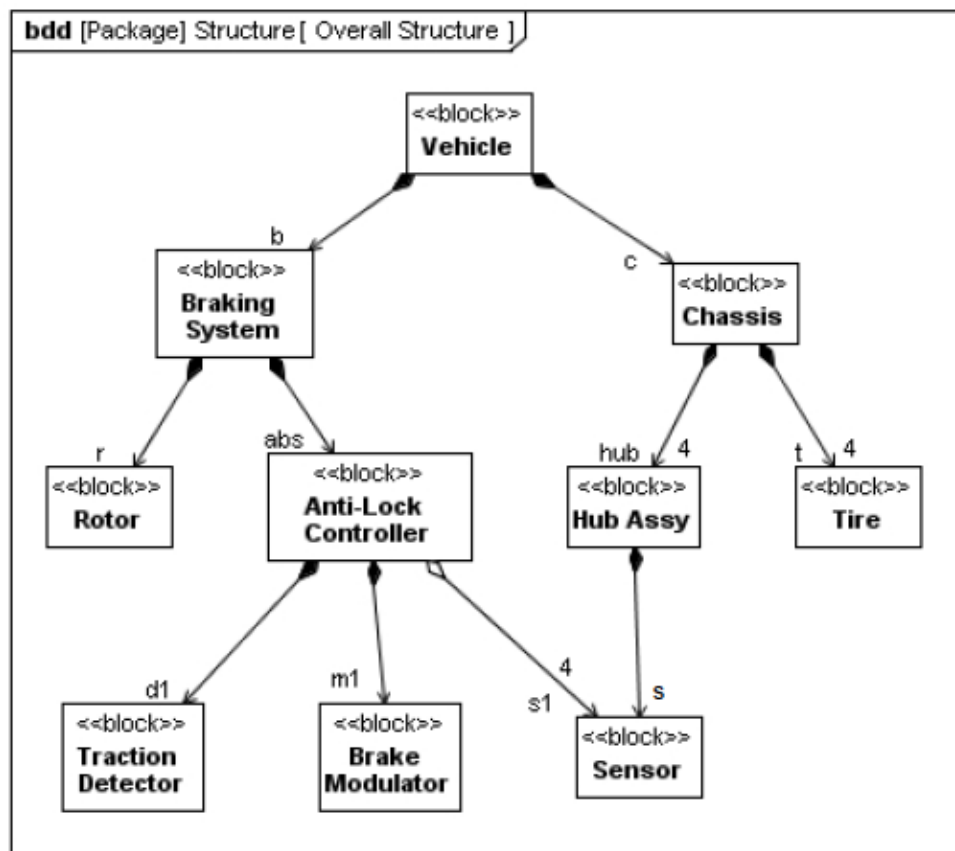 bdd [Package] Structure[ Overall Structure ]
<<block>>
Vehicle
b
c
<<block>>
Braking
System
<<block>>
Chassis
r
abs
hub
4
t
4
<<block>>
Rotor
<<block>>
Anti-Lock
Controller
<<block>>
Hub Assy
<<block>>
Tire
d1
m1
4
s1
s
<<block>>
Traction
Detector
<<block>>
Brake
Modulator
<<block>>
Sensor